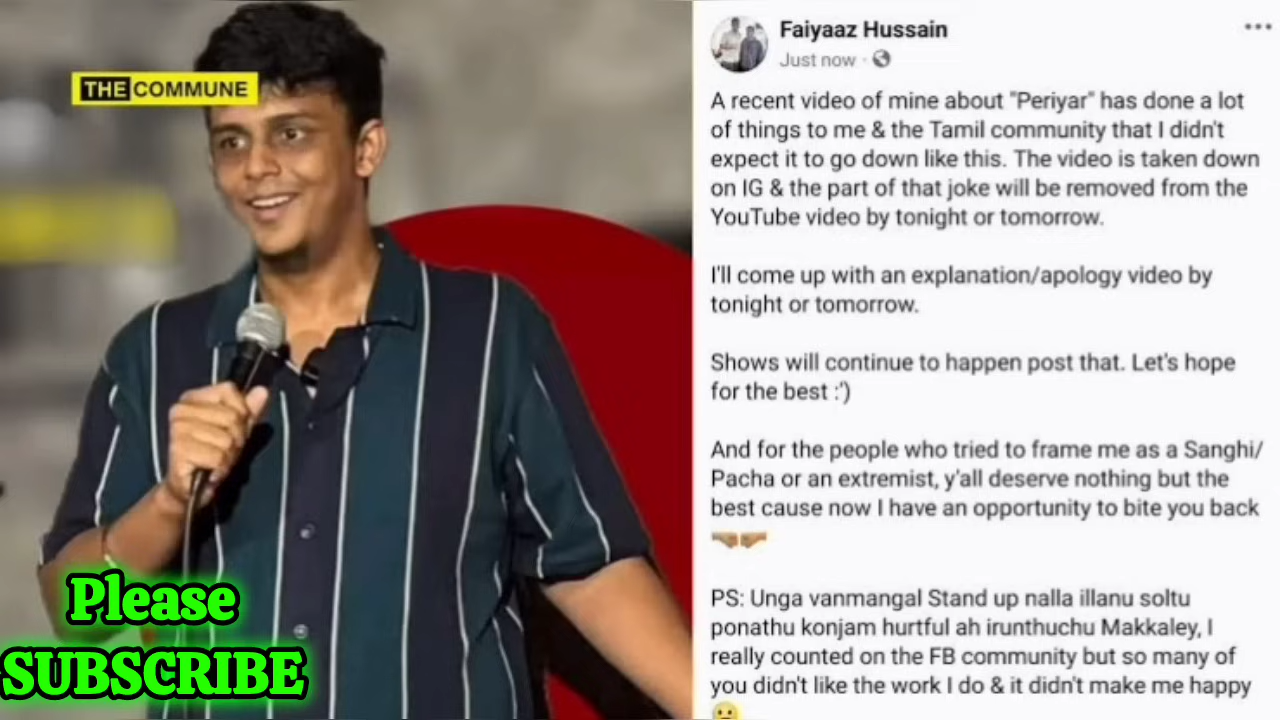 THE COMMUNE
Please
SUBSCRIBE
Faiyaaz Hussain
Just now ·
A recent video of mine about "Periyar" has done a lot
of things to me & the Tamil community that I didn't
expect it to go down like this. The video is taken down
on IG & the part of that joke will be removed from the
YouTube video by tonight or tomorrow.
I'll come up with an explanation/apology video by
tonight or tomorrow.
Shows will continue to happen post that. Let's hope
for the best :')
And for the people who tried to frame me as a Sanghi/
Pacha or an extremist, y'all deserve nothing but the
best cause now I have an opportunity to bite you back
🤜🤛
PS: Unga vanmangal Stand up nalla illanu soltu
ponathu konjam hurtful ah irunthuchu Makkaley, I
really counted on the FB community but so many of
you didn't like the work I do & it didn't make me happy